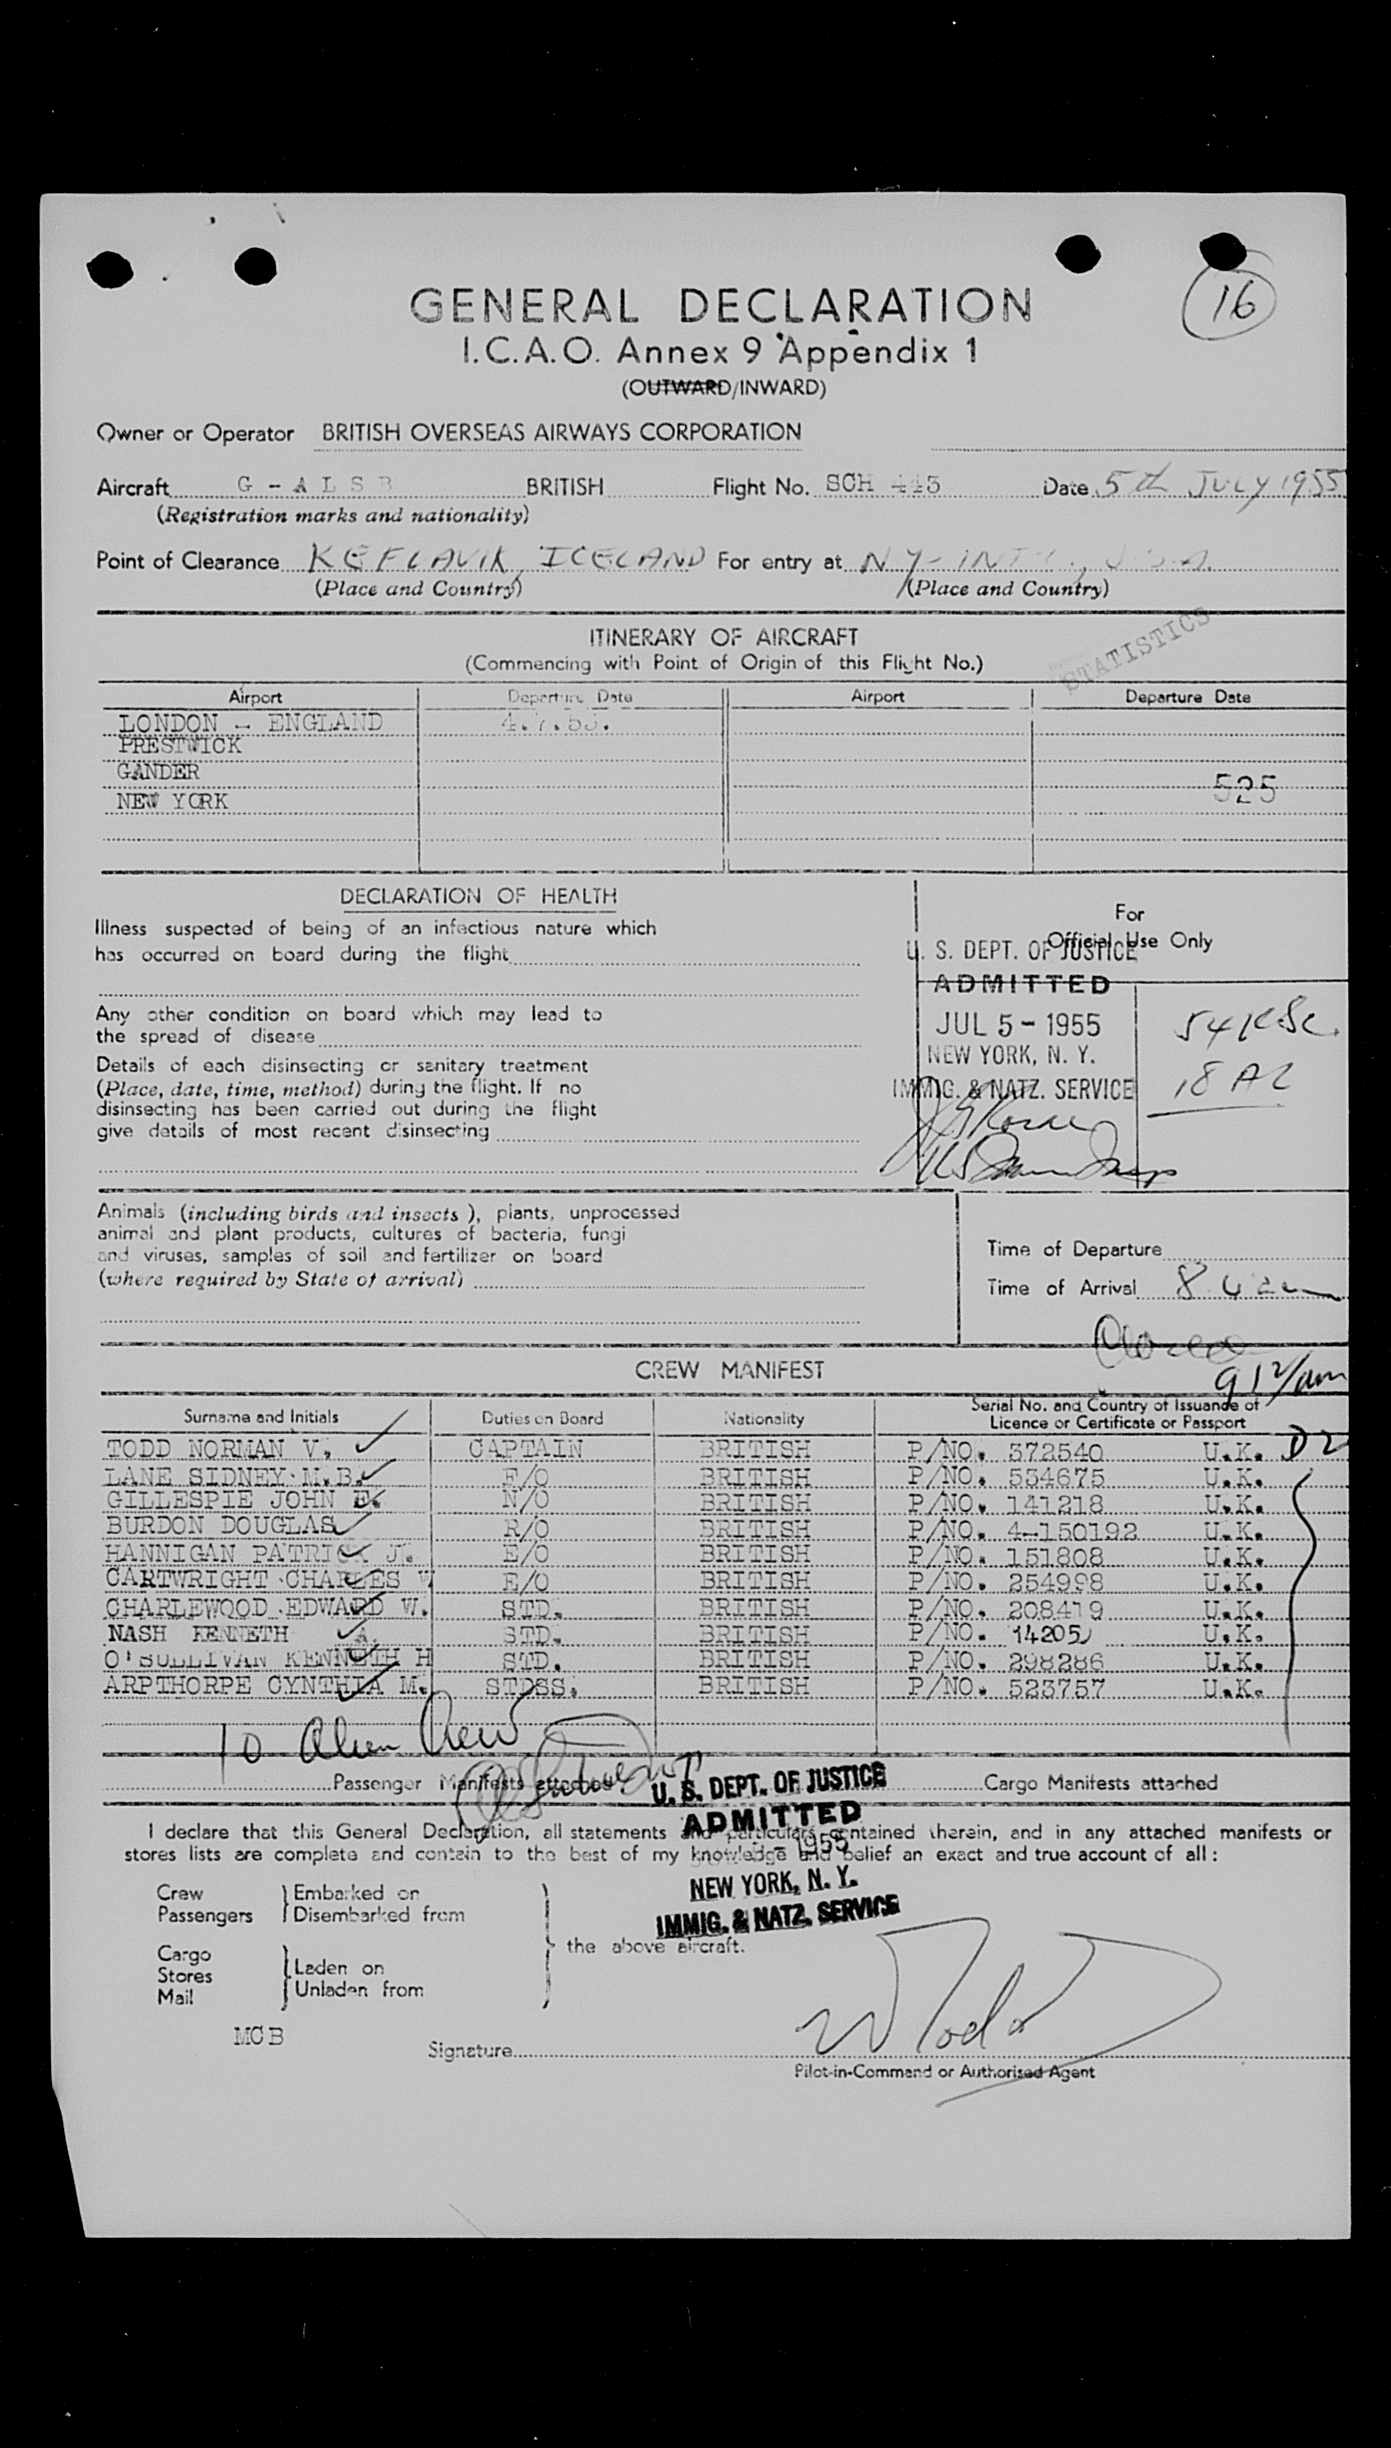 16
GENERAL DECLARATION
I.C.A.O. Annex 9 Appendix 1
(OUTWARD/INWARD)
Owner or Operator BRITISH OVERSEAS AIRWAYS CORPORATION
Aircraft G - A L S B BRITISH Flight No. SCH 445 Date 5th JULY 1955
(Registration marks and nationality)
Point of Clearance KEFLAVIK, ICELAND For entry at NY-INT'L, U.S.A.
(Place and Country) (Place and Country)
ITINERARY OF AIRCRAFT
(Commencing with Point of Origin of this Flight No.)
STATISTICS
Airport Departure Date Airport Departure Date
LONDON - ENGLAND 4.7.55.
PRESTWICK
GANDER
525
NEW YORK
DECLARATION OF HEALTH
Illness suspected of being of an infectious nature which
has occurred on board during the flight
Any other condition on board which may lead to
the spread of disease
Details of each disinsecting or sanitary treatment
(Place, date, time, method) during the flight. If no
disinsecting has been carried out during the flight
give details of most recent disinsecting
For
Official Use Only
U. S. DEPT. OF JUSTICE
ADMITTED
JUL 5 - 1955
NEW YORK, N. Y.
IMMIG. & NATZ. SERVICE
18 A2
Animals (including birds and insects), plants, unprocessed
animal and plant products, cultures of bacteria, fungi
and viruses, samples of soil and fertilizer on board
(where required by State of arrival)
Time of Departure
Time of Arrival
CREW MANIFEST
912/am
Surname and Initials Duties on Board Nationality Serial No. and Country of Issuance of
Licence or Certificate or Passport
TODD NORMAN V. CAPTAIN BRITISH P/NO. 372540 U.K. D2
LANE SIDNEY M.B. F/O BRITISH P/NO. 534675 U.K.
GILLESPIE JOHN E. N/O BRITISH P/NO. 141218 U.K.
BURDON DOUGLAS R/O BRITISH P/NO. 4-150192 U.K.
HANNIGAN PATRICK J. E/O BRITISH P/NO. 151808 U.K.
CARTWRIGHT CHARLES W E/O BRITISH P/NO. 254998 U.K.
CHARLEWOOD EDWARD W. STD. BRITISH P/NO. 208419 U.K.
NASH KENNETH A. STD. BRITISH P/NO. U.K.
O'SULLIVAN KENNETH H STD. BRITISH P/NO. 298286 U.K.
ARPTHORPE CYNTHIA M. STDSS. BRITISH P/NO. 523757 U.K.
10 Alien Crew
Passenger Manifests attached Cargo Manifests attached
U. S. DEPT. OF JUSTICE
ADMITTED
1955
NEW YORK, N. Y.
IMMIG. & NATZ. SERVICE
I declare that this General Declaration, all statements and particulars contained therein, and in any attached manifests or
stores lists are complete and contain to the best of my knowledge and belief an exact and true account of all :
Crew Embarked on
Passengers Disembarked from
the above aircraft.
Cargo
Stores Laden on
Mail Unladen from
MCB
Signature
Pilot-in-Command or Authorised Agent